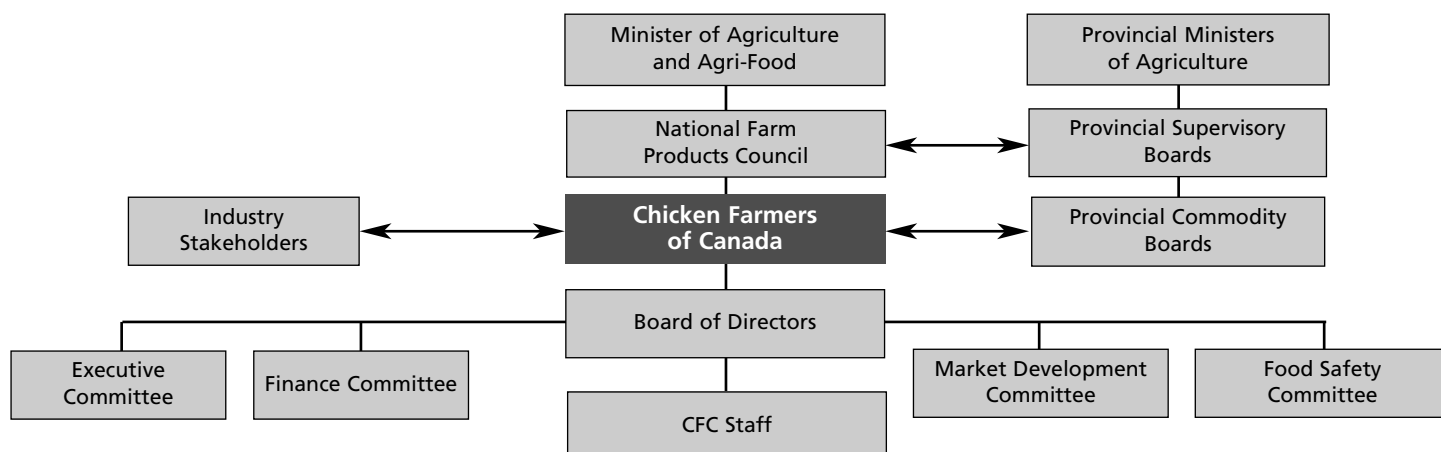 Minister of Agriculture
and Agri-Food
Provincial Ministers
of Agriculture
National Farm
Products Council
Provincial Supervisory
Boards
Industry
Stakeholders
Chicken Farmers
of Canada
Provincial Commodity
Boards
Board of Directors
Executive
Committee
Finance Committee
Market Development
Committee
Food Safety
Committee
CFC Staff